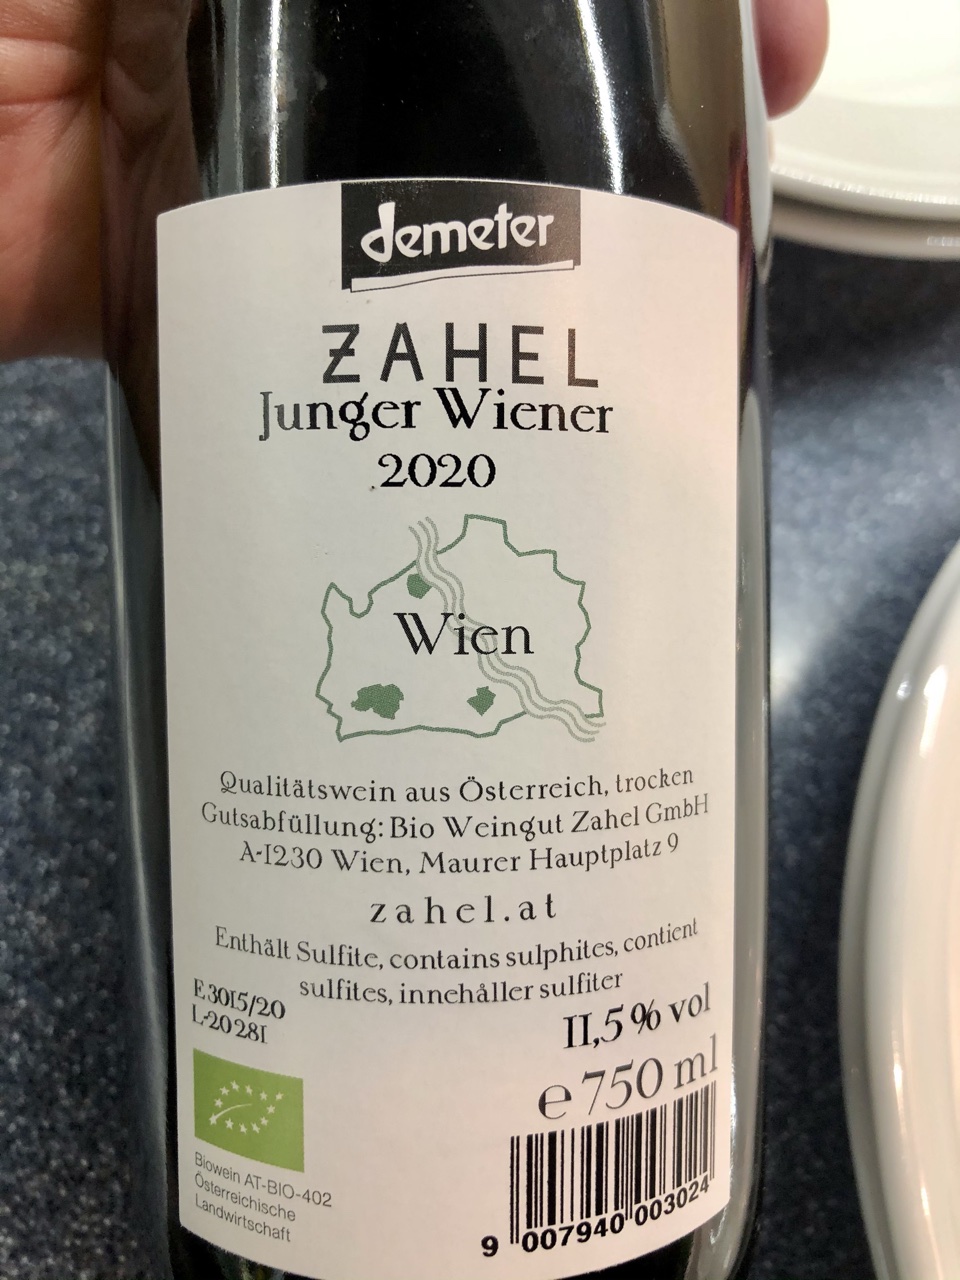 demeter
ZAHEL
Junger Wiener
2020
Wien
Qualitätswein aus Österreich, trocken
Gutsabfüllung: Bio Weingut Zahel GmbH
A-1230 Wien, Maurer Hauptplatz 9
zahel.at
Enthält Sulfite, contains sulphites, contient
sulfites, innehåller sulfiter
E 3015/20
L-20281
11,5% vol
e 750 ml
Biowein AT-BIO-402
Österreichische
Landwirtschaft
9 007940 003024